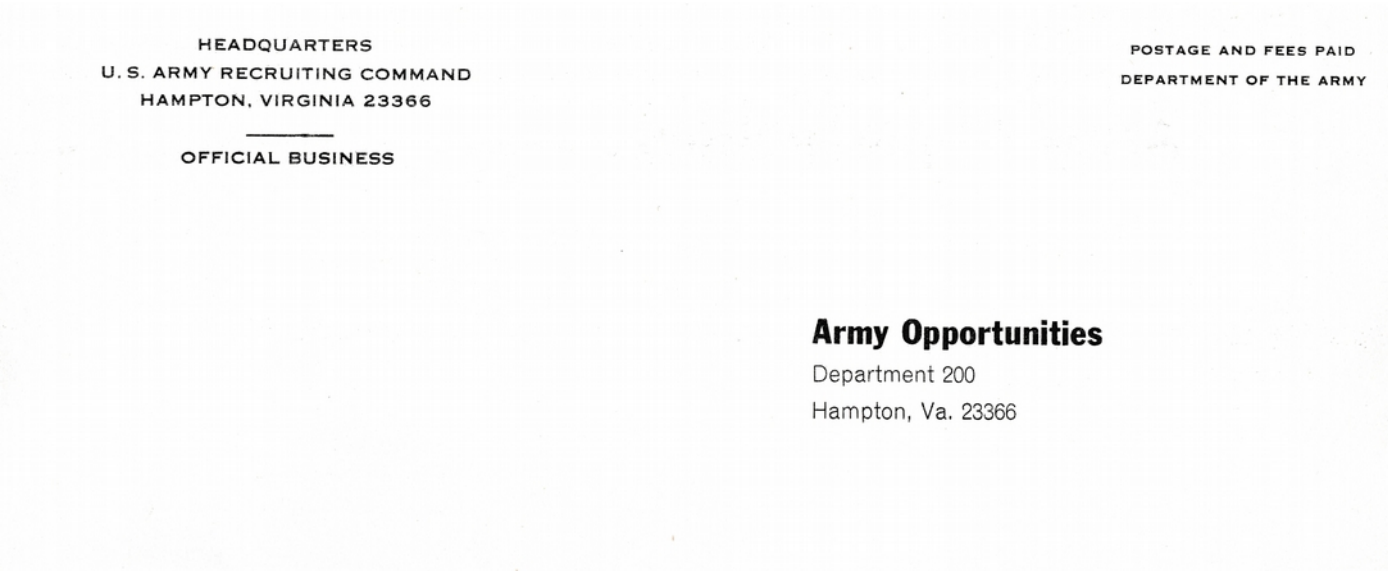 HEADQUARTERS
U. S. ARMY RECRUITING COMMAND
HAMPTON, VIRGINIA 23366
OFFICIAL BUSINESS
POSTAGE AND FEES PAID
DEPARTMENT OF THE ARMY
Army Opportunities
Department 200
Hampton, Va. 23366